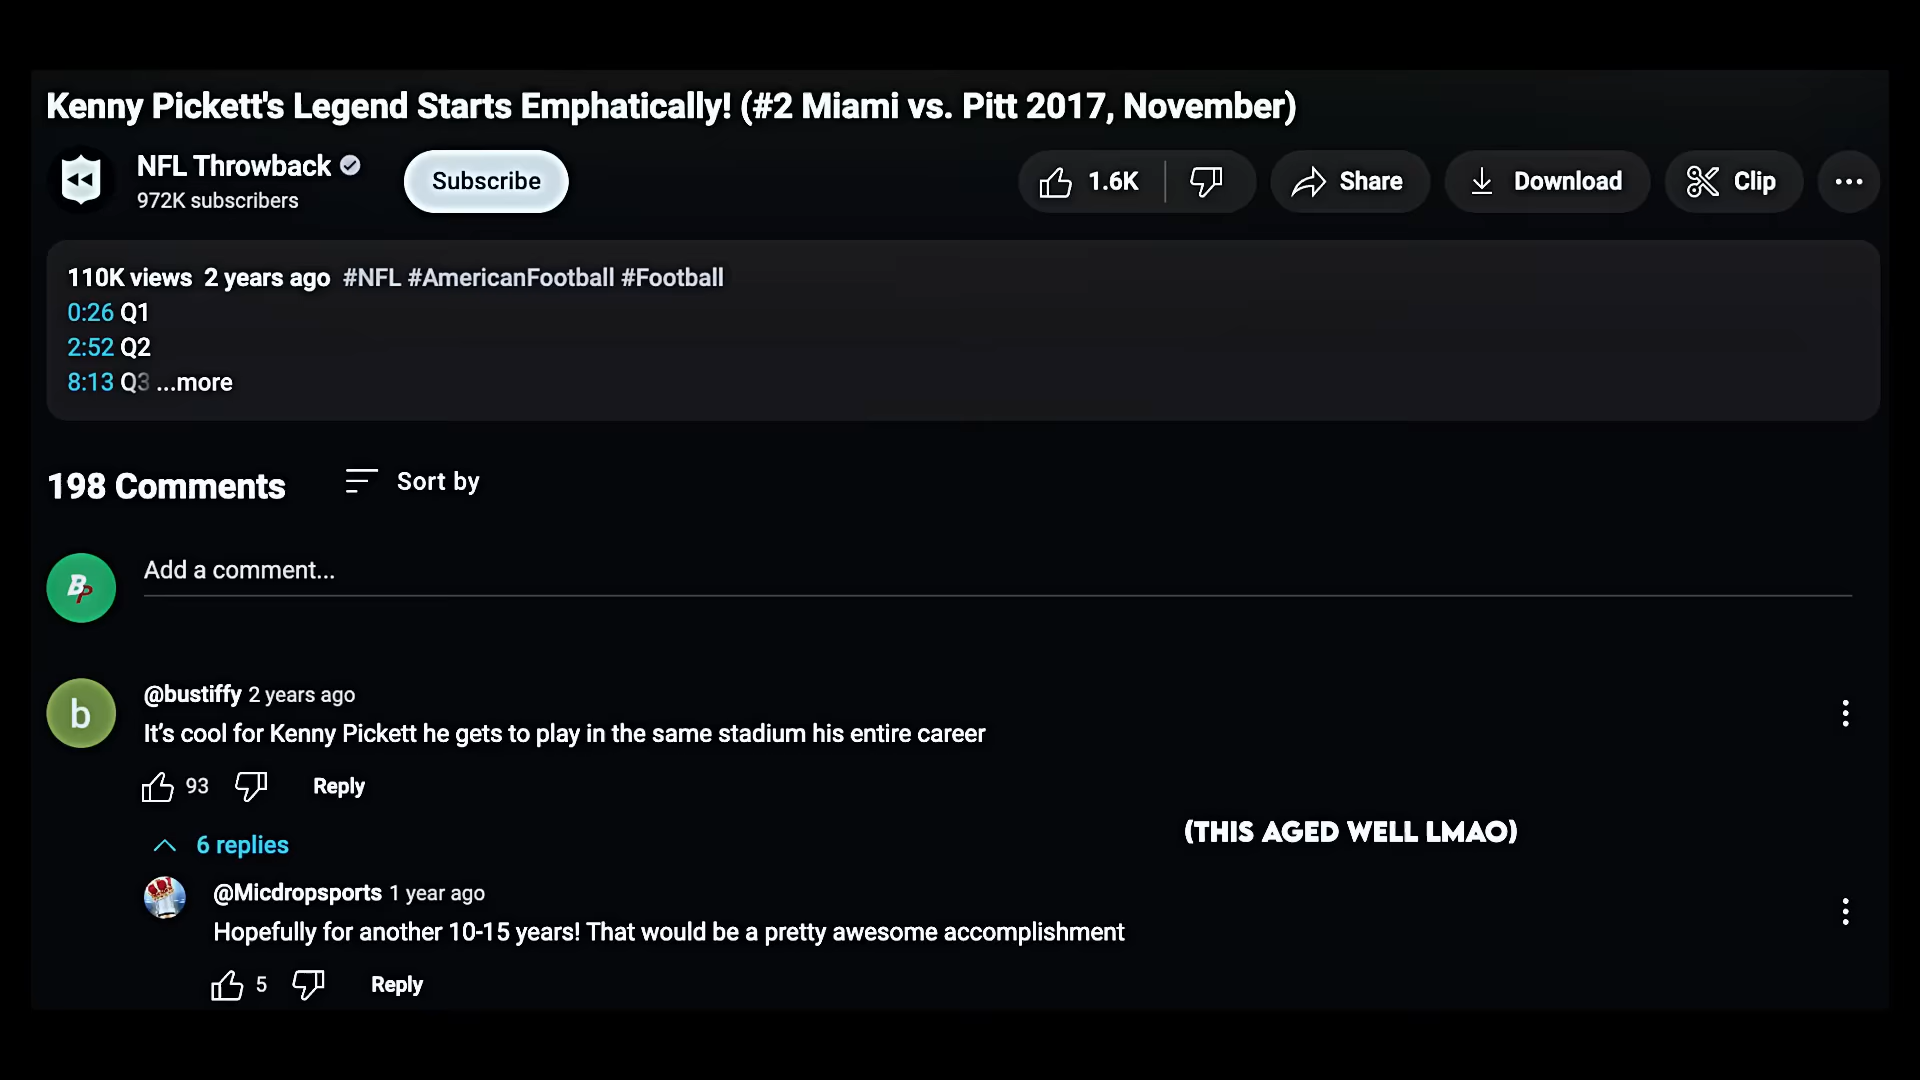 Kenny Pickett's Legend Starts Emphatically! (#2 Miami vs. Pitt 2017, November)
NFL Throwback
972K subscribers
Subscribe
1.6K
Share
Download
Clip
110K views 2 years ago #NFL #AmericanFootball #Football
0:26 Q1
2:52 Q2
8:13 Q3 ...more
198 Comments
Sort by
BP
Add a comment...
b
@bustiffy 2 years ago
It’s cool for Kenny Pickett he gets to play in the same stadium his entire career
93
Reply
(THIS AGED WELL LMAO)
6 replies
@Micdropsports 1 year ago
Hopefully for another 10-15 years! That would be a pretty awesome accomplishment
5
Reply